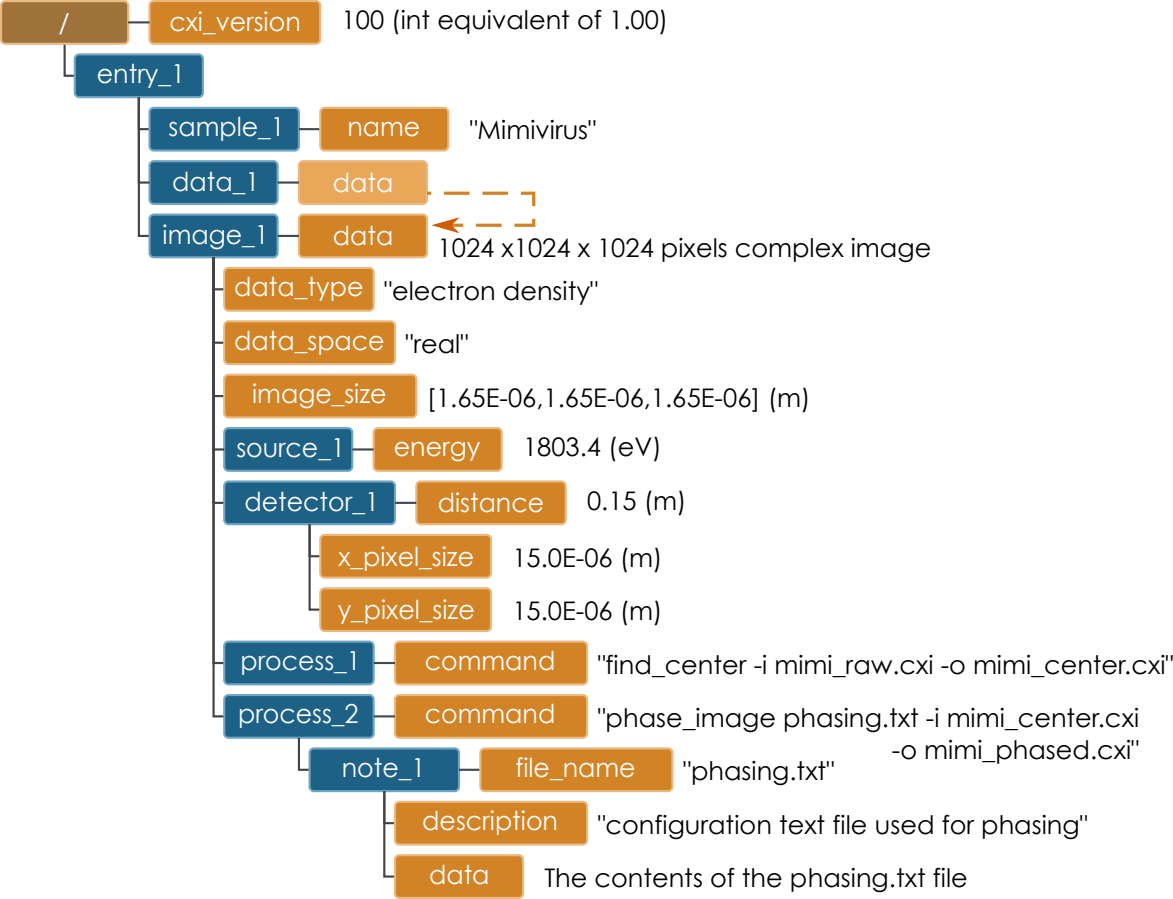 / cxi_version 100 (int equivalent of 1.00)
entry_1
sample_1 name "Mimivirus"
data_1 data
image_1 data
1024 x1024 x 1024 pixels complex image
data_type "electron density"
data_space "real"
image_size [1.65E-06,1.65E-06,1.65E-06] (m)
source_1 energy 1803.4 (eV)
detector_1 distance 0.15 (m)
x_pixel_size 15.0E-06 (m)
y_pixel_size 15.0E-06 (m)
process_1 command "find_center -i mimi_raw.cxi -o mimi_center.cxi"
process_2 command "phase_image phasing.txt -i mimi_center.cxi
-o mimi_phased.cxi"
note_1 file_name "phasing.txt"
description "configuration text file used for phasing"
data The contents of the phasing.txt file